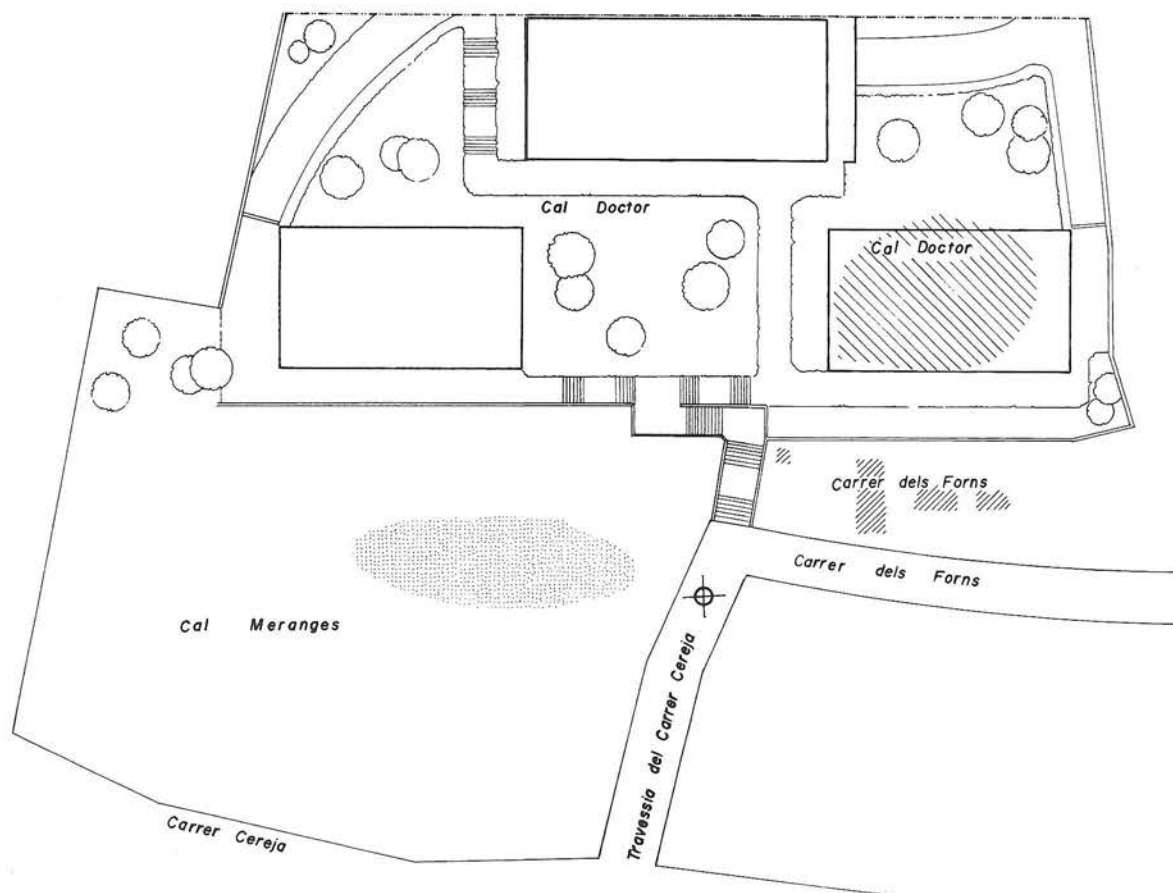 Cal Doctor
Cal Doctor
Carrer dels Forns
Carrer dels Forns
Cal Meranges
Travessia del Carrer Cereja
Carrer Cereja